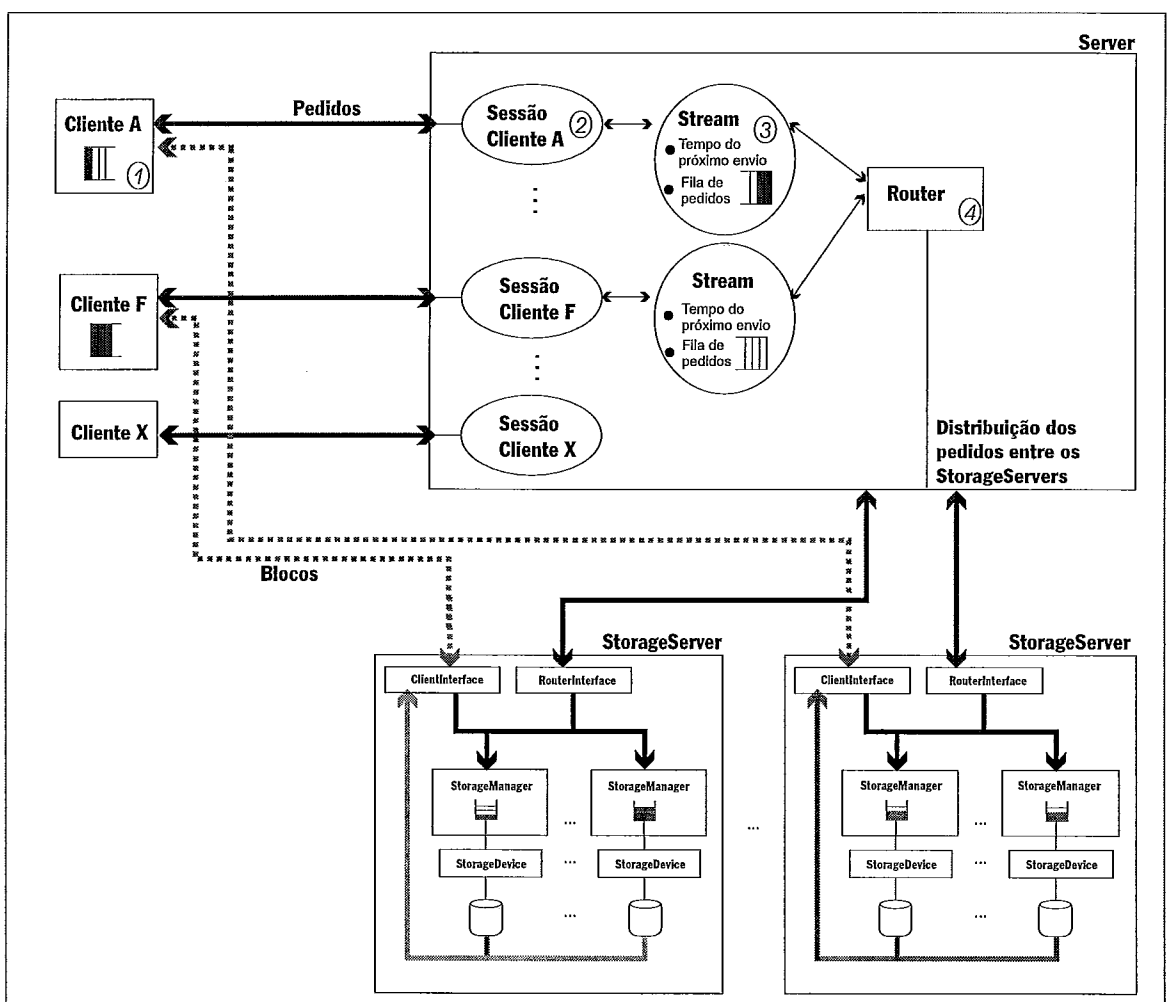 Server
Pedidos
Cliente A
1
Sessão
Cliente A
2
Stream
3
● Tempo do
próximo envio
● Fila de
pedidos
Router
4
Cliente F
Sessão
Cliente F
Stream
● Tempo do
próximo envio
● Fila de
pedidos
Cliente X
Sessão
Cliente X
Distribuição dos
pedidos entre os
StorageServers
Blocos
StorageServer
ClientInterface
RouterInterface
StorageManager
...
StorageManager
StorageDevice
...
StorageDevice
...
...
StorageServer
ClientInterface
RouterInterface
StorageManager
...
StorageManager
StorageDevice
...
StorageDevice
...